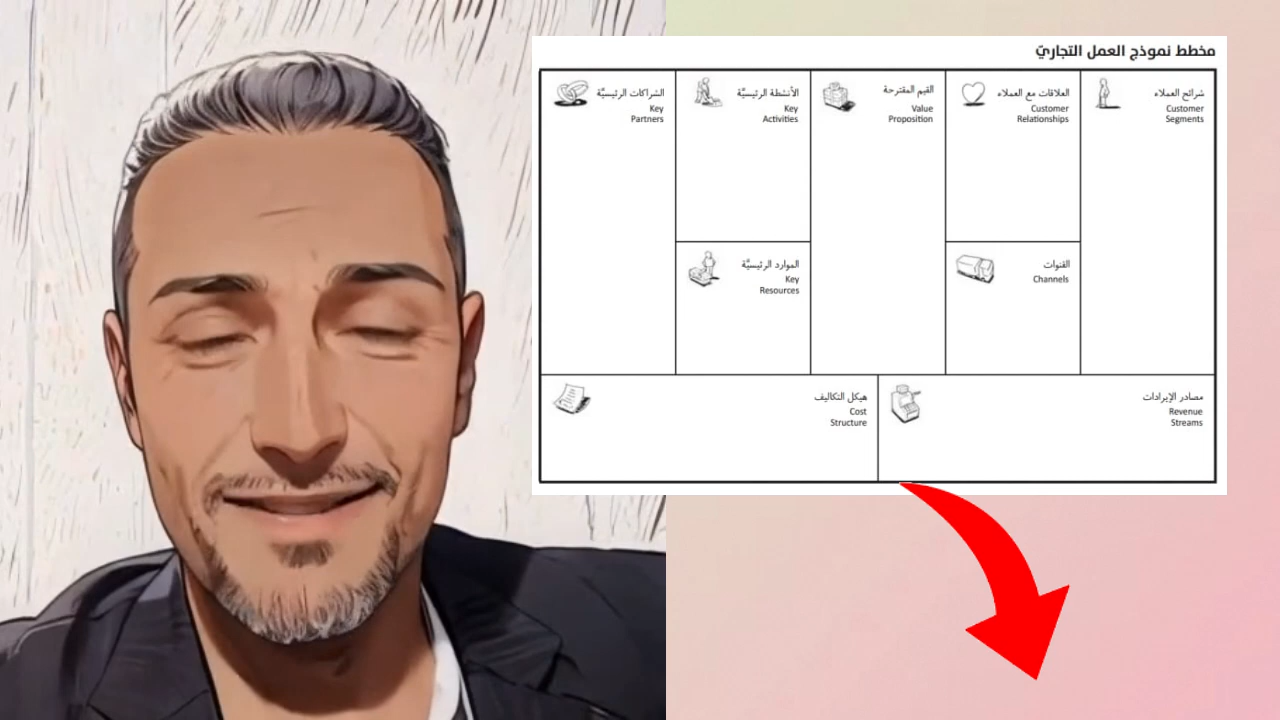 مخطط نموذج العمل التجاريّ
شرائح العملاء
Customer
Segments
العلاقات مع العملاء
Customer
Relationships
القيم المقترحة
Value
Proposition
الأنشطة الرئيسيَّة
Key
Activities
الشراكات الرئيسيَّة
Key
Partners
القنوات
Channels
الموارد الرئيسيَّة
Key
Resources
مصادر الإيرادات
Revenue
Streams
هيكل التكاليف
Cost
Structure